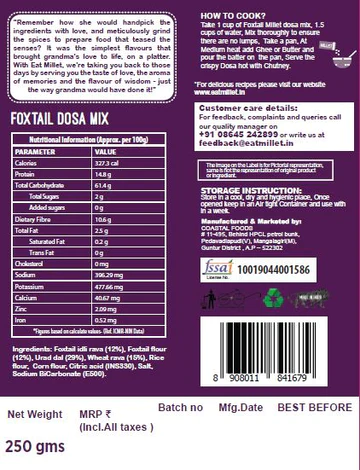 "Remember how she would handpick the
ingredients with love, and meticulously grind
the spices to prepare food that teased the
senses? It was the simplest flavours that
brought grandma's love to life, on a platter.
With Eat Millet, we're taking you back to those
days by serving you the taste of love, the aroma
of memories and the flavour of wisdom - just
the way grandma would have done it!"
FOXTAIL DOSA MIX
Nutritional Information (Approx. per 100g)
PARAMETER VALUE
Calories 327.3 cal
Protein 14.8 g
Total Carbohydrate 61.4 g
Total Sugars 2 g
Added sugars 0 g
Dietary Fibre 10.6 g
Total Fat 2.5 g
Saturated Fat 0.2 g
Trans Fat 0 g
Cholesterol 0 mg
Sodium 396.29 mg
Potassium 477.66 mg
Calcium 40.67 mg
Zinc 2.09 mg
Iron 0.52 mg
*Figures based on calculate values- (Ref. ICMR-NIN Data)
Ingredients: Foxtail idli rava (12%), Foxtail flour
(12%), Urad dal (29%), Wheat rava (15%), Rice
flour, Corn flour, Citric acid (INS330), Salt,
Sodium BiCarbonate (E500).
HOW TO COOK?
Take 1 cup of Foxtail Millet dosa mix, 1.5
cups of water, Mix thoroughly to ensure
there are no lumps, Take a pan, At
Medium heat add Ghee or Butter and
pour the batter on the pan, Serve the
crispy Dosa hot with Chutney.
MILLET
*For delicious recipes please visit our website
www.eatmillet.in
Customer care details:
For feedback, complaints and queries call
our quality manager on
+91 08645 242899 or write us at
feedback@eatmillet.in
The Image on the Label is for Pictorial representation,
same is not the representation of original product
or ingredient.
STORAGE INSTRUCTION:
Store in a cool, dry and hygienic place, Once
opened keep in an Air tight Container and use with
in a week.
Manufactured & Marketed by:
COASTAL FOODS
# 11-495, Behind HPCL petrol bunk,
Pedavadlapudi(V), Mangalagiri(M),
Guntur District, A.P – 522302
fssai 10019044001586
8 908011 841679
Net Weight MRP ₹ Batch no Mfg.Date BEST BEFORE
(Incl.All taxes )
250 gms